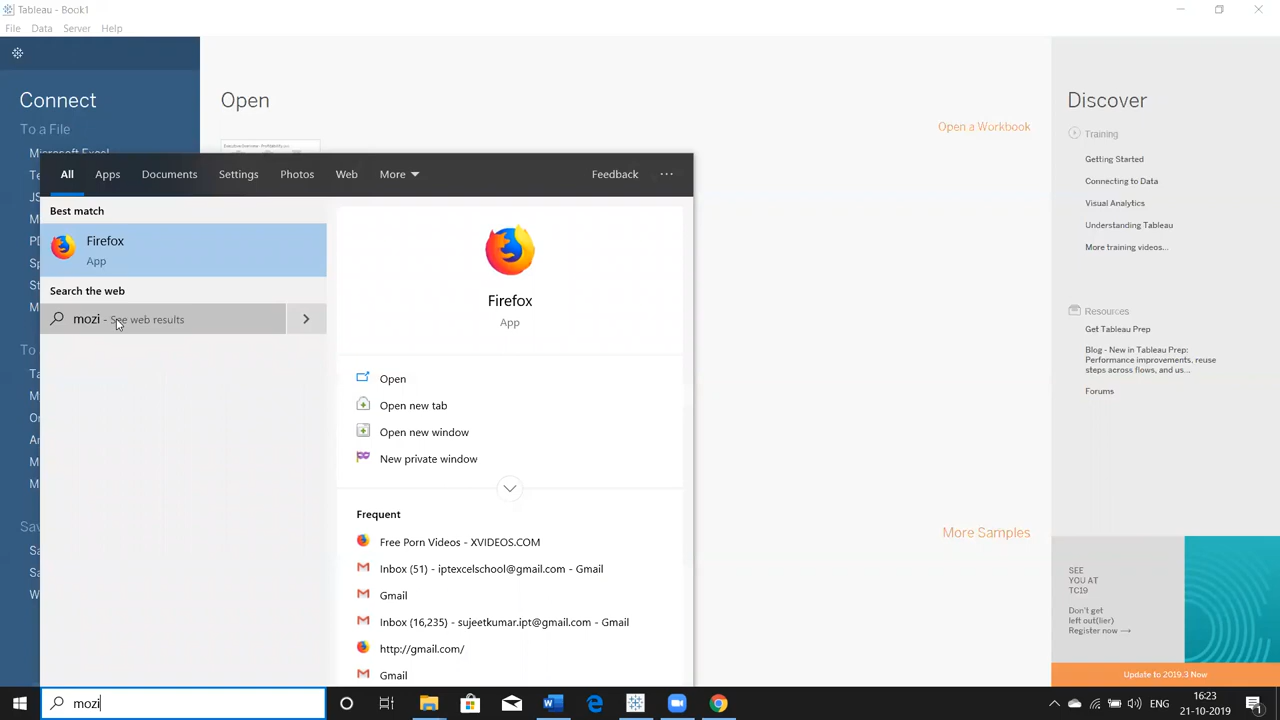 Tableau - Book1
File Data Server Help
Connect
To a File
Microsoft Excel
Open
Open a Workbook
Discover
Training
Getting Started
Connecting to Data
Visual Analytics
Understanding Tableau
More training videos...
Resources
Get Tableau Prep
Blog - New in Tableau Prep:
Performance improvements, reuse
steps across flows, and us...
Forums
More Samples
SEE
YOU AT
TC19
Don't get
left out(lier)
Register now →
Update to 2019.3 Now
All Apps Documents Settings Photos Web More Feedback ...
Best match
Firefox
App
Search the web
mozi - See web results
Firefox
App
Open
Open new tab
Open new window
New private window
Frequent
Free Porn Videos - XVIDEOS.COM
Inbox (51) - iptexcelschool@gmail.com - Gmail
Gmail
Inbox (16,235) - sujeetkumar.ipt@gmail.com - Gmail
http://gmail.com/
Gmail
mozi
ENG
16:23
21-10-2019